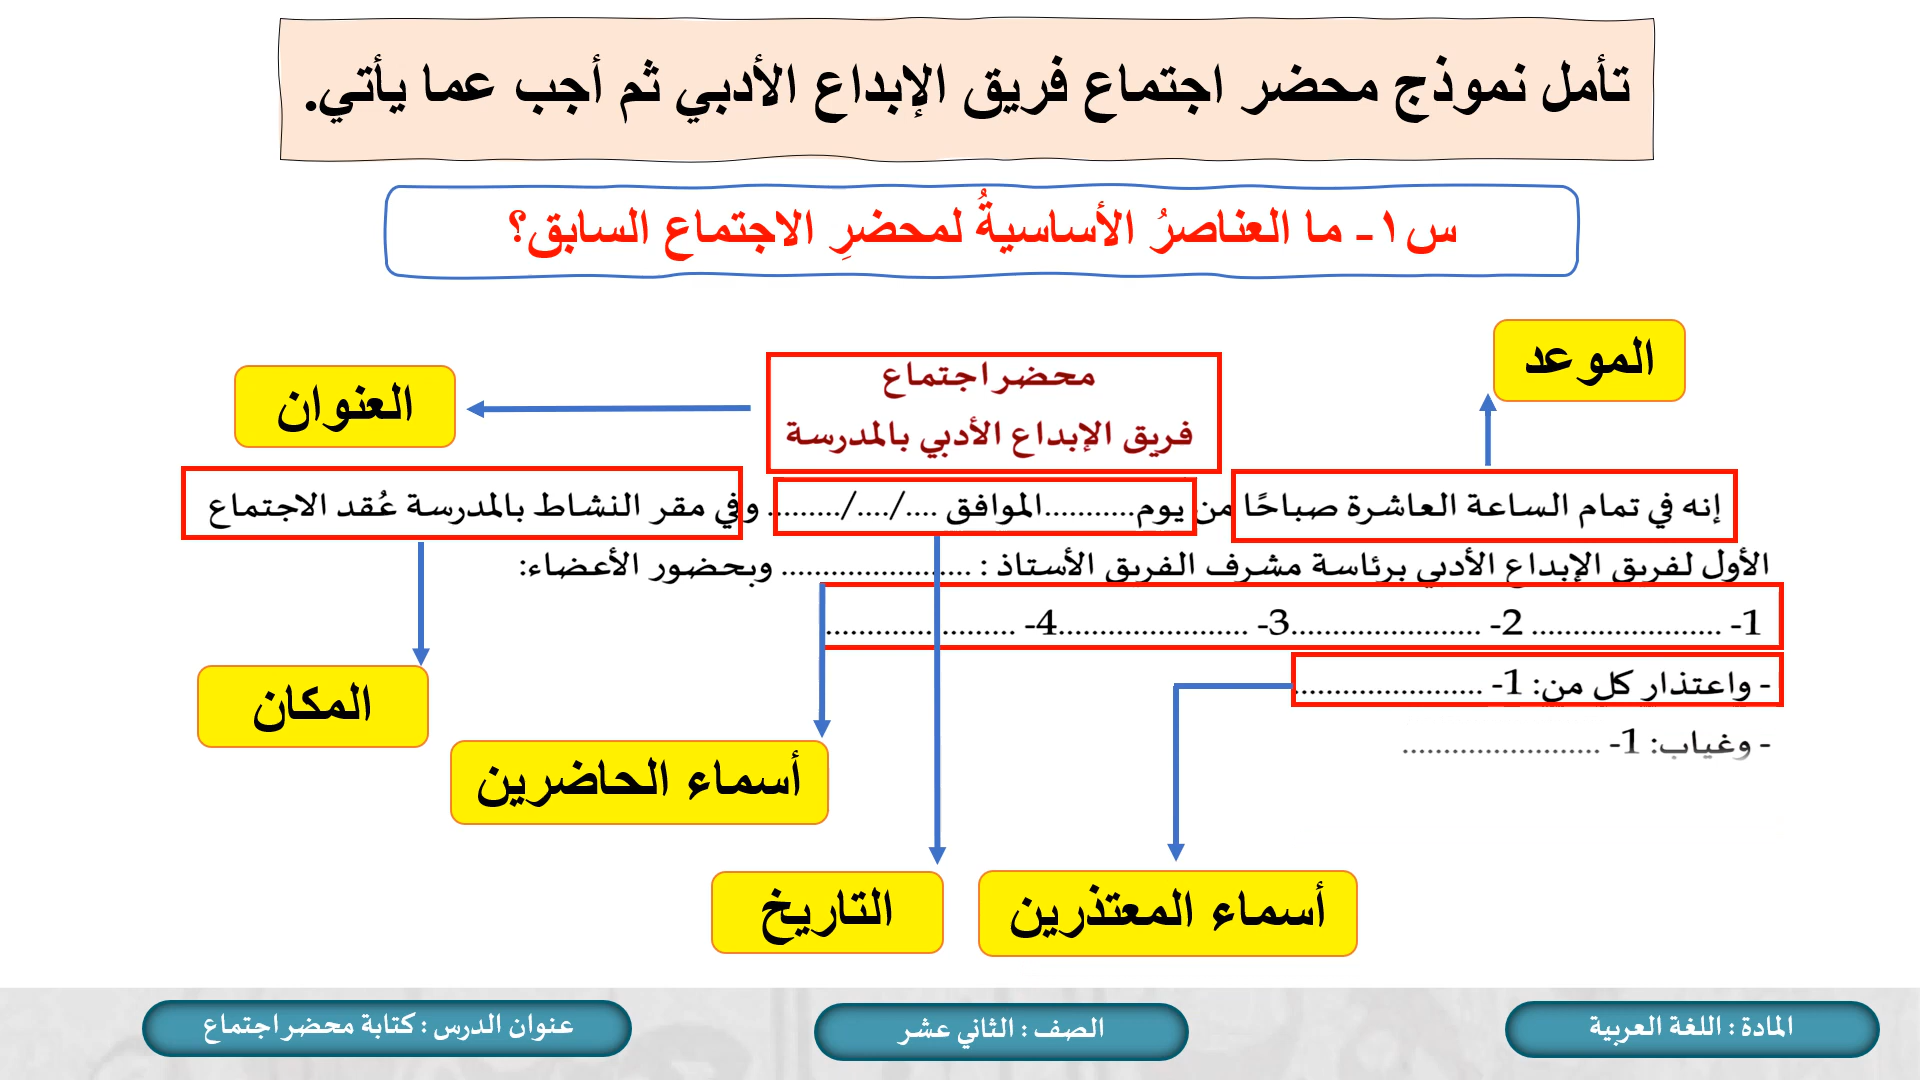 تأمل نموذج محضر اجتماع فريق الإبداع الأدبي ثم أجب عما يأتي.
س١- ما العناصرُ الأساسيةُ لمحضرِ الاجتماع السابق؟
الموعد
محضر اجتماع
العنوان
فريق الإبداع الأدبي بالمدرسة
إنه في تمام الساعة العاشرة صباحًا من يوم...........الموافق ..../..../......... وفي مقر النشاط بالمدرسة عُقد الاجتماع
الأول لفريق الإبداع الأدبي برئاسة مشرف الفريق الأستاذ : ....................... وبحضور الأعضاء:
1- ....................... 2- .......................3- .......................4- .......................
- واعتذار كل من: 1- .......................
المكان
- وغياب: 1- ........................
أسماء الحاضرين
أسماء المعتذرين
التاريخ
المادة : اللغة العربية
الصف : الثاني عشر
عنوان الدرس : كتابة محضر اجتماع